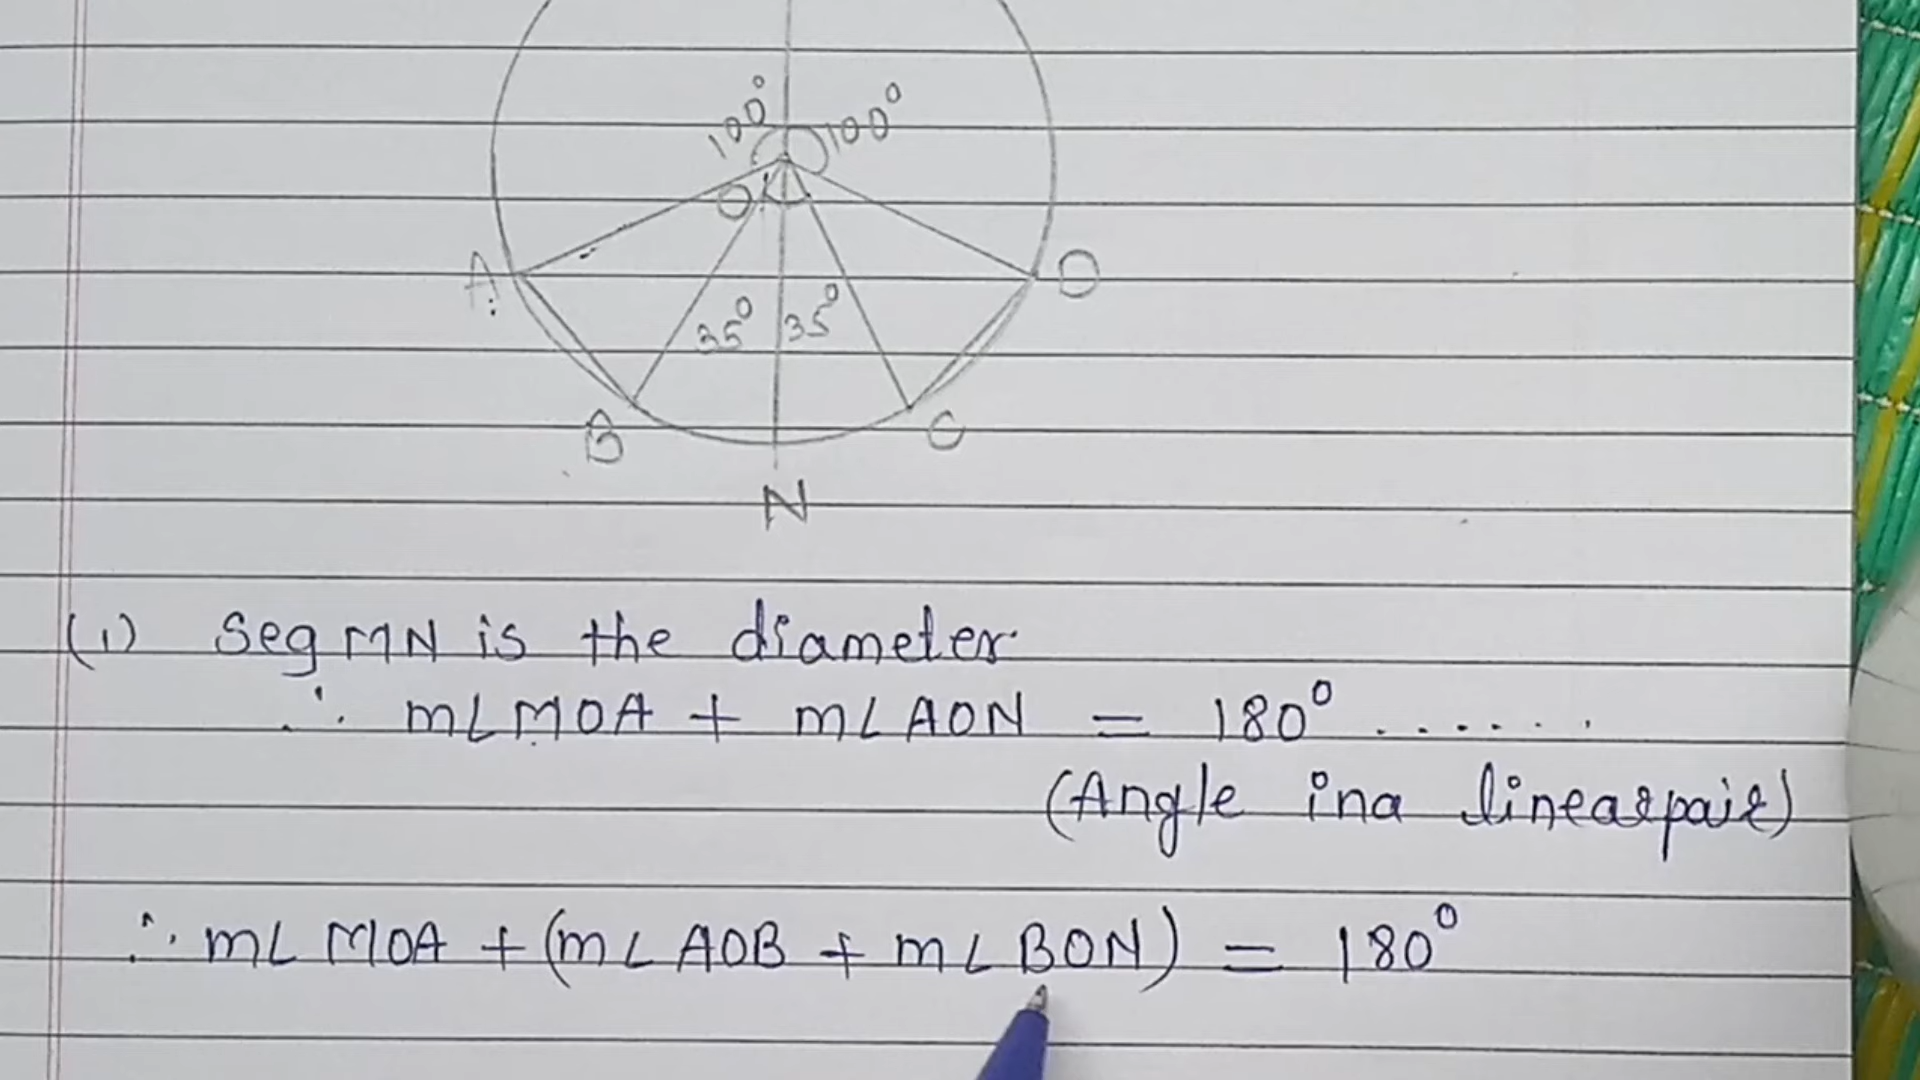 100° 100°
O
A D
35° 35°
B C
N
(1) Seg MN is the diameter
∴ m∠MOA + m∠AON = 180° ......
(Angle ina linearpair)
∴ m∠MOA + (m∠AOB + m∠BON) = 180°